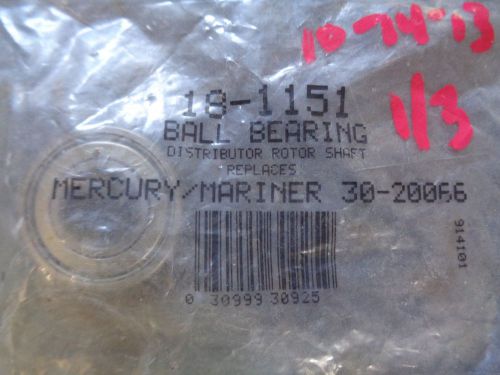 10-14-13
1/3
18-1151
BALL BEARING
DISTRIBUTOR ROTOR SHAFT
REPLACES
MERCURY/MARINER 30-20066
0 30999 30925
914101